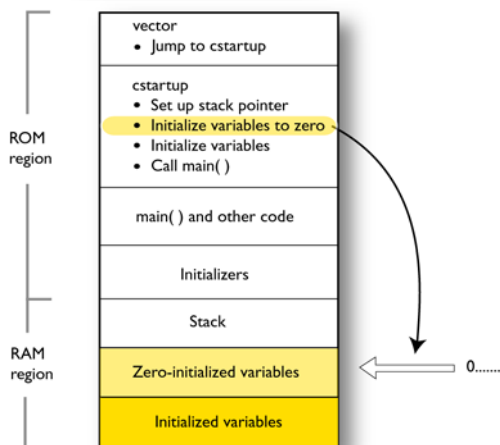 vector
• Jump to cstartup
cstartup
• Set up stack pointer
• Initialize variables to zero
• Initialize variables
• Call main( )
ROM
region
main( ) and other code
Initializers
Stack
RAM
region
Zero-initialized variables
0.......
Initialized variables